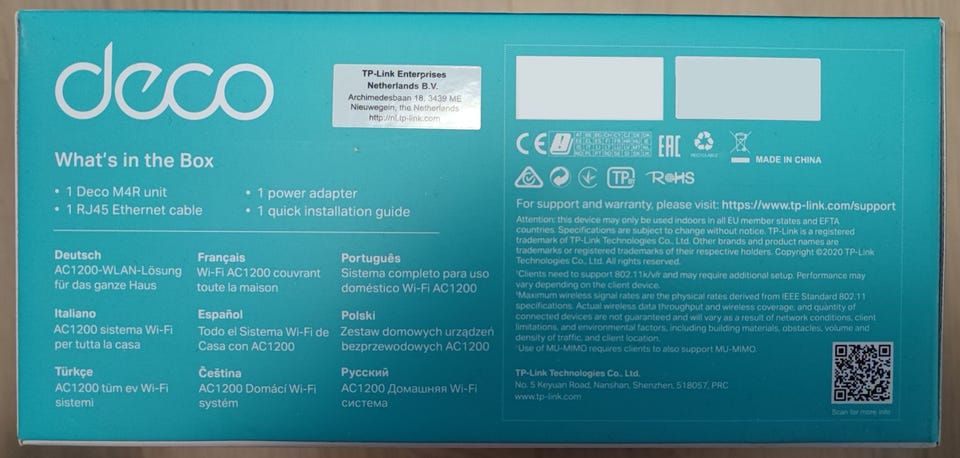 deco
TP-Link Enterprises
Netherlands B.V.
Archimedesbaan 18, 3439 ME
Nieuwegein, the Netherlands
http://nl.tp-link.com
What's in the Box
• 1 Deco M4R unit
• 1 RJ45 Ethernet cable
• 1 power adapter
• 1 quick installation guide
Deutsch
AC1200-WLAN-Lösung
für das ganze Haus
Français
Wi-Fi AC1200 couvrant
toute la maison
Português
Sistema completo para uso
doméstico Wi-Fi AC1200
Italiano
AC1200 sistema Wi-Fi
per tutta la casa
Español
Todo el Sistema Wi-Fi de
Casa con AC1200
Polski
Zestaw domowych urządzeń
bezprzewodowych AC1200
Türkçe
AC1200 tüm ev Wi-Fi
sistemi
Čeština
AC1200 Domácí Wi-Fi
systém
Русский
AC1200 Домашняя Wi-Fi
система
CE
EAC
RECYCLABLE
MADE IN CHINA
TP
RoHS
For support and warranty, please visit: https://www.tp-link.com/support
Attention: this device may only be used indoors in all EU member states and EFTA
countries. Specifications are subject to change without notice. TP-Link is a registered
trademark of TP-Link Technologies Co., Ltd. Other brands and product names are
trademarks or registered trademarks of their respective holders. Copyright ©2020 TP-Link
Technologies Co., Ltd. All rights reserved.
Clients need to support 802.11k/v/r and may require additional setup. Performance may
vary depending on the client device.
Maximum wireless signal rates are the physical rates derived from IEEE Standard 802.11
specifications. Actual wireless data throughput and wireless coverage, and quantity of
connected devices are not guaranteed and will vary as a result of network conditions, client
limitations, and environmental factors, including building materials, obstacles, volume and
density of traffic, and client location.
Use of MU-MIMO requires clients to also support MU-MIMO.
TP-Link Technologies Co., Ltd.
No. 5 Keyuan Road, Nanshan, Shenzhen, 518057, PRC
www.tp-link.com
Scan for more info